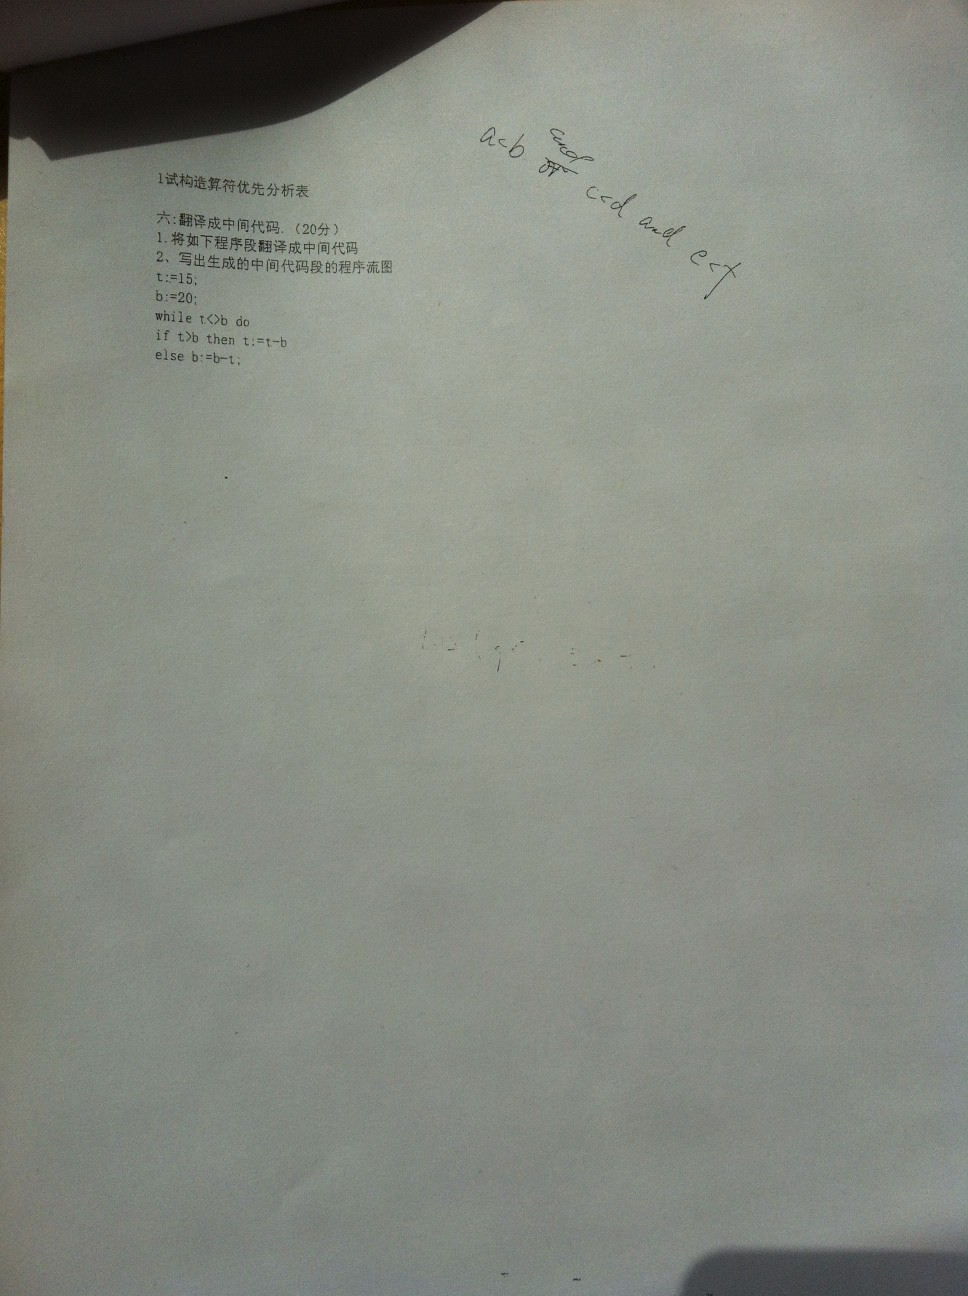 a<b and
or
c<d and e<f
1试构造算符优先分析表
六:翻译成中间代码.（20分）
1.将如下程序段翻译成中间代码
2、写出生成的中间代码段的程序流图
t:=15;
b:=20;
while t<>b do
if t>b then t:=t-b
else b:=b-t;